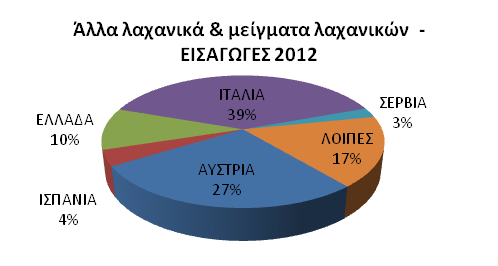 Άλλα λαχανικά & μείγματα λαχανικών -
ΕΙΣΑΓΩΓΕΣ 2012
ΙΤΑΛΙΑ
39%
ΣΕΡΒΙΑ
3%
ΕΛΛΑΔΑ
10%
ΛΟΙΠΕΣ
17%
ΑΥΣΤΡΙΑ
27%
ΙΣΠΑΝΙΑ
4%